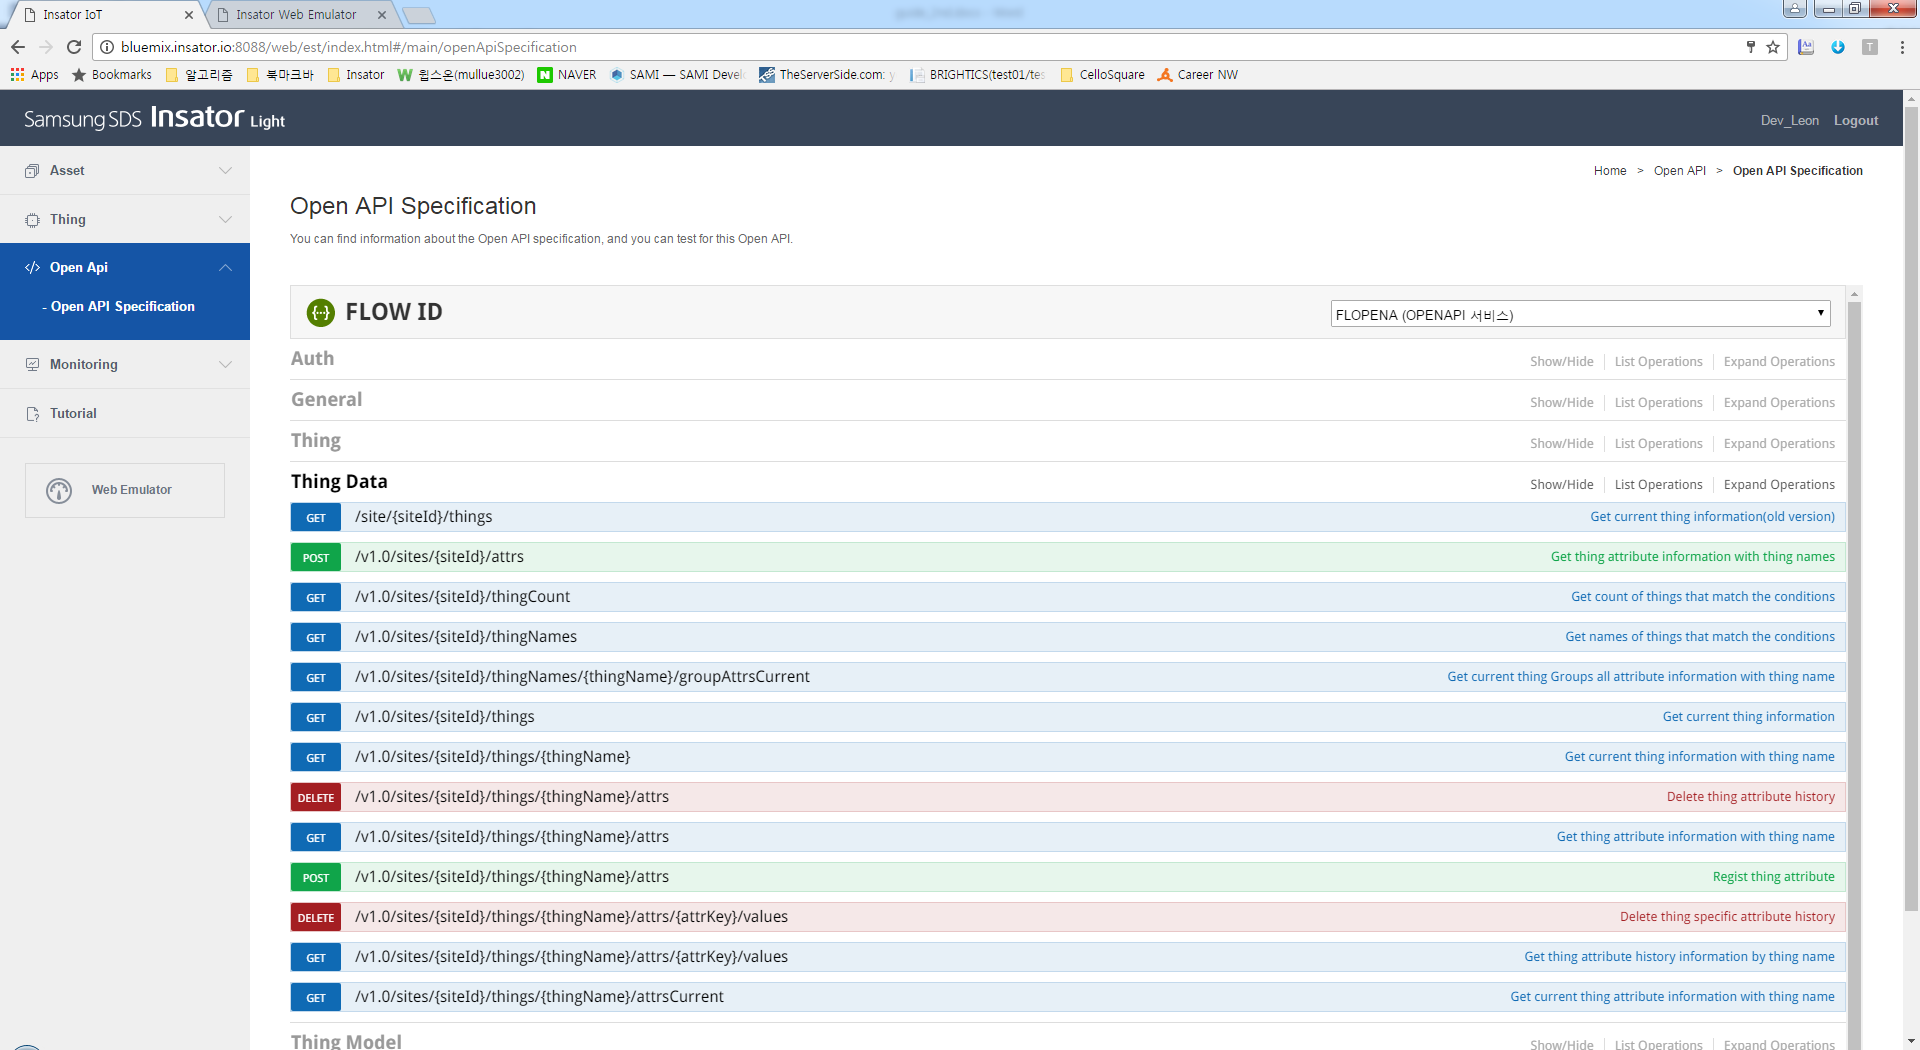 Insator IoT
Insator Web Emulator
bluemix.insator.io:8088/web/est/index.html#/main/openApiSpecification
Apps
Bookmarks
알고리즘
북마크바
Insator
윕스온(mullue3002)
NAVER
SAMI — SAMI Devel
TheServerSide.com: y
BRIGHTICS(test01/tes
CelloSquare
Career NW
Samsung SDS Insator Light
Dev_Leon Logout
Asset
Thing
Open Api
- Open API Specification
Monitoring
Tutorial
Web Emulator
Home > Open API > Open API Specification
Open API Specification
You can find information about the Open API specification, and you can test for this Open API.
{··} FLOW ID
FLOPENA (OPENAPI 서비스)
Auth Show/Hide List Operations Expand Operations
General Show/Hide List Operations Expand Operations
Thing Show/Hide List Operations Expand Operations
Thing Data Show/Hide List Operations Expand Operations
GET /site/{siteId}/things Get current thing information(old version)
POST /v1.0/sites/{siteId}/attrs Get thing attribute information with thing names
GET /v1.0/sites/{siteId}/thingCount Get count of things that match the conditions
GET /v1.0/sites/{siteId}/thingNames Get names of things that match the conditions
GET /v1.0/sites/{siteId}/thingNames/{thingName}/groupAttrsCurrent Get current thing Groups all attribute information with thing name
GET /v1.0/sites/{siteId}/things Get current thing information
GET /v1.0/sites/{siteId}/things/{thingName} Get current thing information with thing name
DELETE /v1.0/sites/{siteId}/things/{thingName}/attrs Delete thing attribute history
GET /v1.0/sites/{siteId}/things/{thingName}/attrs Get thing attribute information with thing name
POST /v1.0/sites/{siteId}/things/{thingName}/attrs Regist thing attribute
DELETE /v1.0/sites/{siteId}/things/{thingName}/attrs/{attrKey}/values Delete thing specific attribute history
GET /v1.0/sites/{siteId}/things/{thingName}/attrs/{attrKey}/values Get thing attribute history information by thing name
GET /v1.0/sites/{siteId}/things/{thingName}/attrsCurrent Get current thing attribute information with thing name
Thing Model Show/Hide List Operations Expand Operations